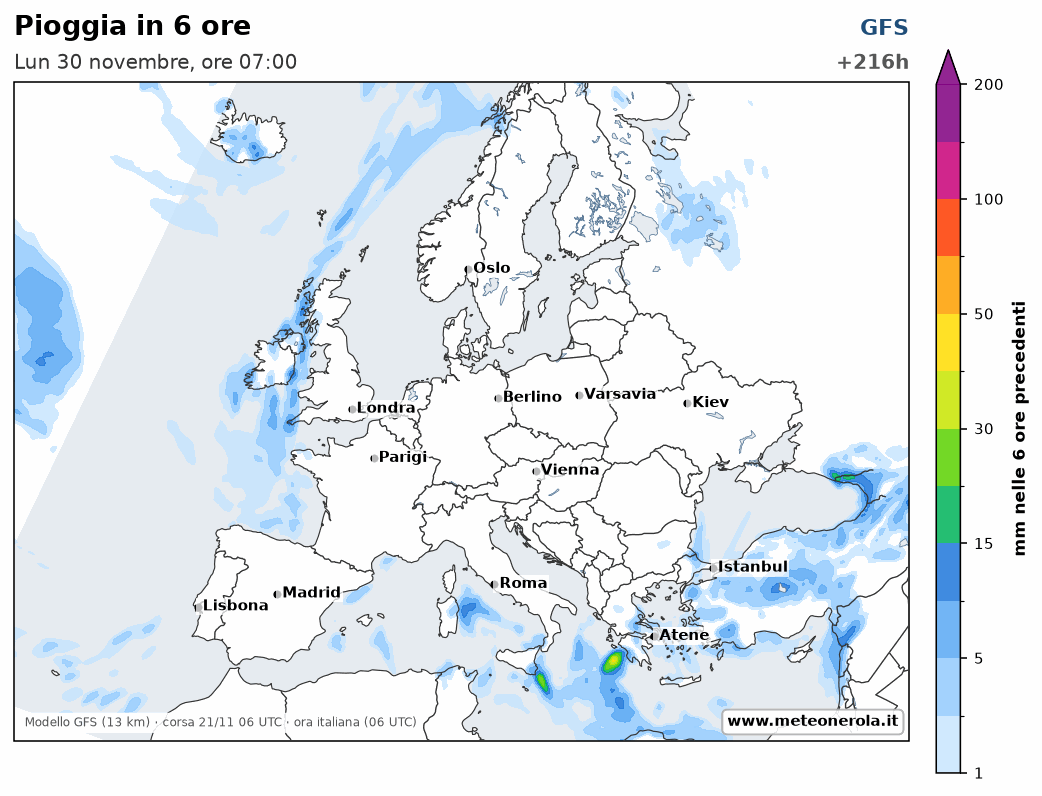 Pioggia in 6 ore
GFS
Lun 30 novembre, ore 07:00
+216h
200
100
50
30
15
5
1
mm nelle 6 ore precedenti
Oslo
Berlino
Varsavia
Kiev
Londra
Parigi
Vienna
Istanbul
Roma
Madrid
Lisbona
Atene
Modello GFS (13 km) · corsa 21/11 06 UTC · ora italiana (06 UTC)
www.meteonerola.it